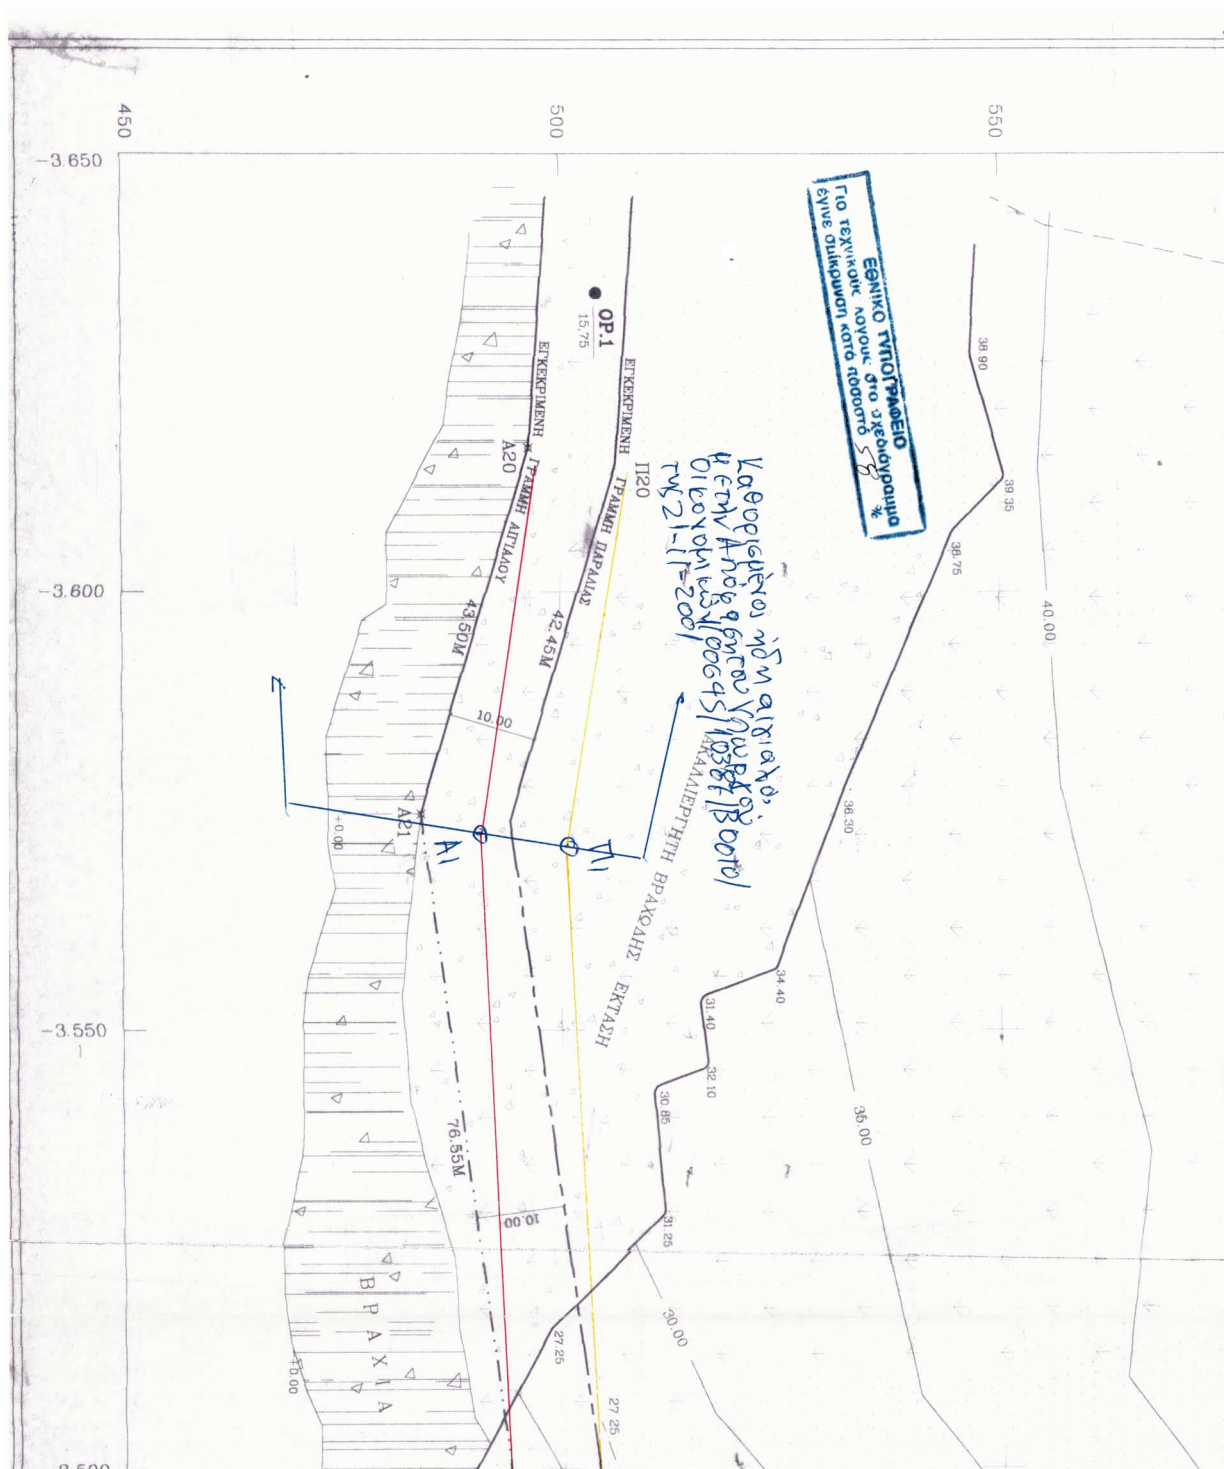 450
500
550
-3.650
-3.600
-3.550
ΕΘΝΙΚΟ ΤΥΠΟΓΡΑΦΕΙΟ
Για τεχνικούς λόγους στο σχεδιάγραμμα
έγινε σμίκρυνση κατά ποσοστό 58 %
ΟΡ.1
15.75
ΕΓΚΕΚΡΙΜΕΝΗ ΓΡΑΜΜΗ ΑΙΓΙΑΛΟΥ
ΕΓΚΕΚΡΙΜΕΝΗ ΓΡΑΜΜΗ ΠΑΡΑΛΙΑΣ
Α20
Π20
43.50Μ
42.45Μ
10.00
Καθορισμένος ήδη αιγιαλός
με την Απόφαση του Υπουργού
Οικονομικών
της 21-11-2001
ΑΚΑΛΛΙΕΡΓΗΤΗ ΒΡΑΧΩΔΗΣ ΕΚΤΑΣΗ
Α21
Α1
Π1
+0.00
76.55Μ
10.00
ΒΡΑΧΙΑ
+0.00
38.90
39.35
38.75
40.00
36.30
34.40
31.40
32.10
30.85
35.00
31.25
30.00
27.25
27.25